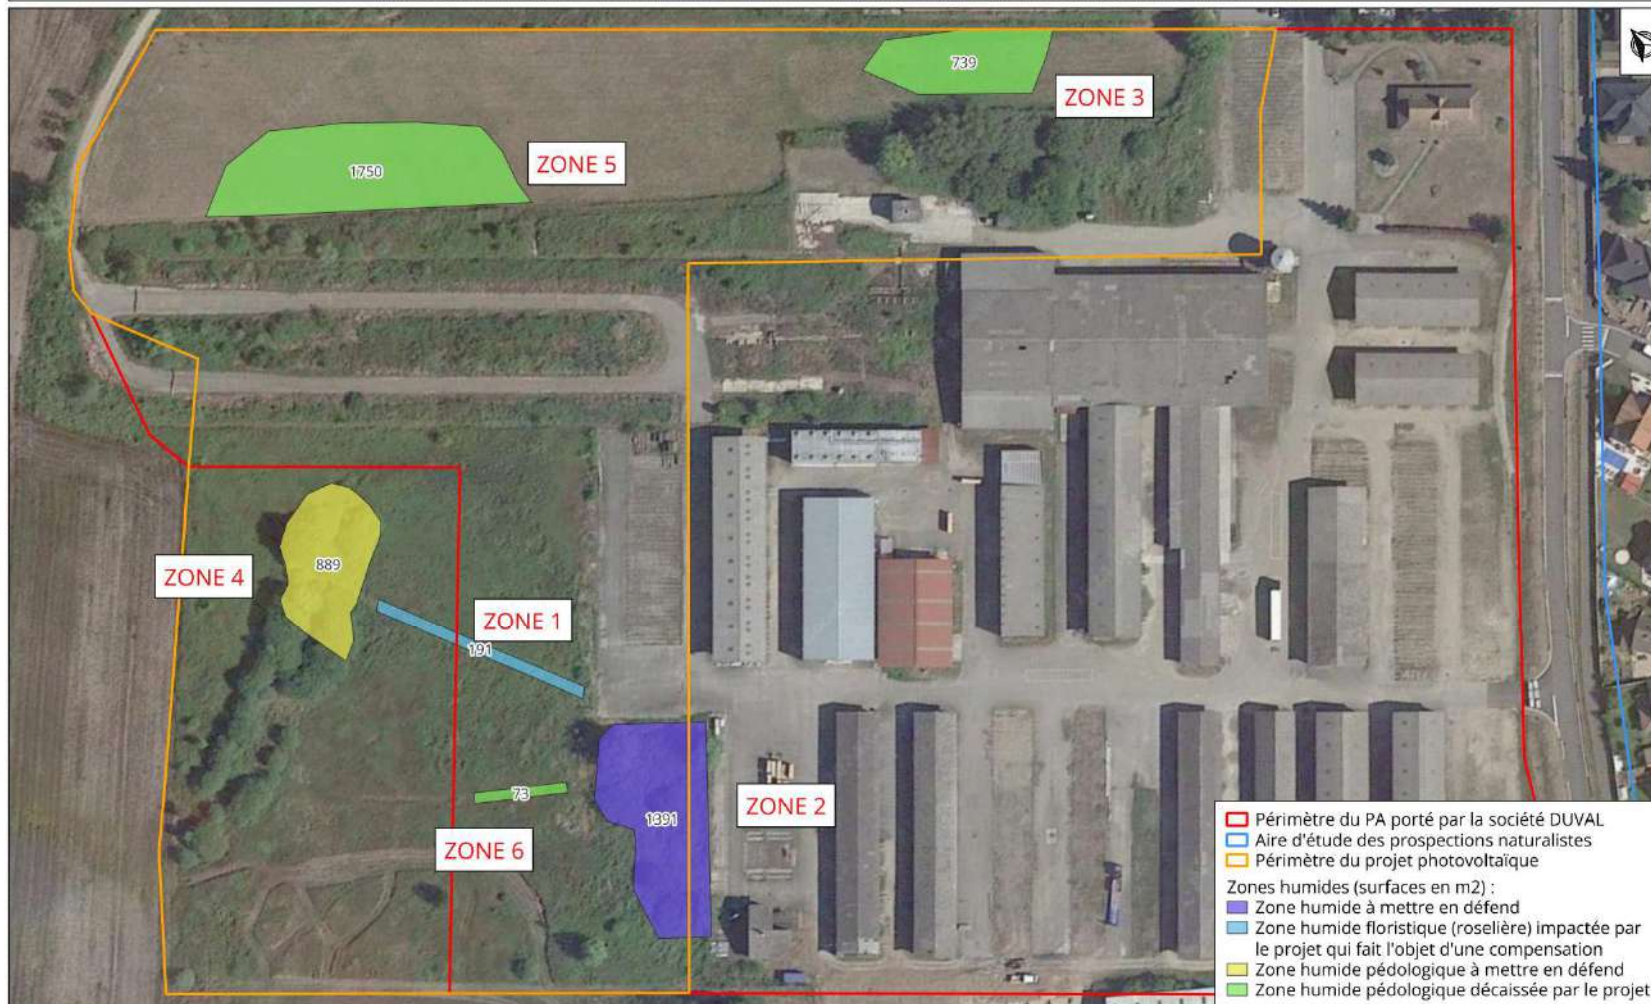 739
ZONE 3
1750
ZONE 5
889
ZONE 4
ZONE 1
191
73
1391
ZONE 2
ZONE 6
Périmètre du PA porté par la société DUVAL
Aire d'étude des prospections naturalistes
Périmètre du projet photovoltaïque
Zones humides (surfaces en m2) :
Zone humide à mettre en défend
Zone humide floristique (roselière) impactée par
le projet qui fait l'objet d'une compensation
Zone humide pédologique à mettre en défend
Zone humide pédologique décaissée par le projet